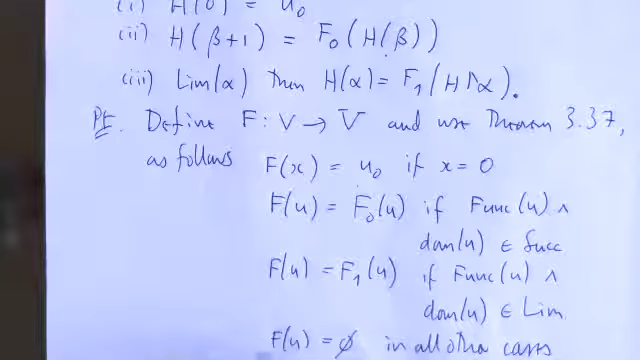 (i) H(0) = u₀
(ii) H(β+1) = F₀(H(β))
(iii) Lim(α) then H(α) = F₁(H↾α).
Pf. Define F: V → V and use Theorem 3.37,
as follows F(x) = u₀ if x = 0
F(u) = F₀(u) if Func(u) ∧
dom(u) ∈ Succ
F(u) = F₁(u) if Func(u) ∧
dom(u) ∈ Lim
F(u) = ∅ in all other cases